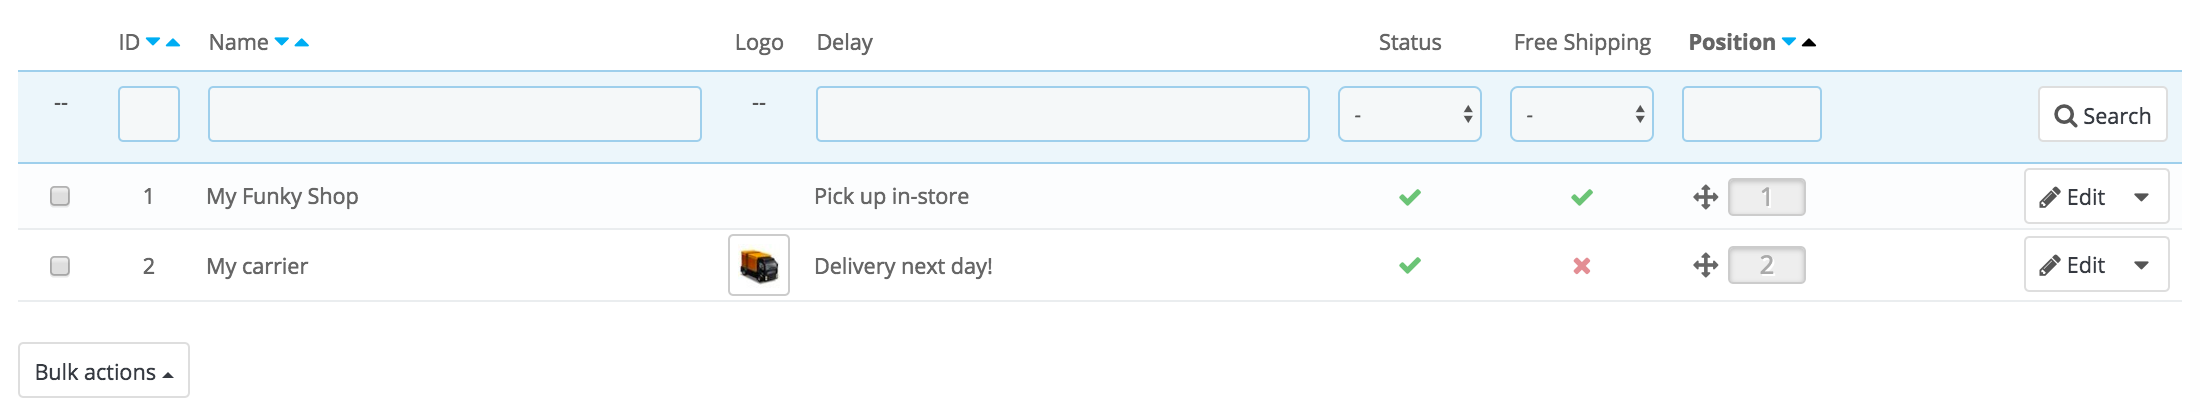 ID Name Logo Delay Status Free Shipping Position
-- -- - - Search
1 My Funky Shop Pick up in-store 1 Edit
2 My carrier Delivery next day! 2 Edit
Bulk actions